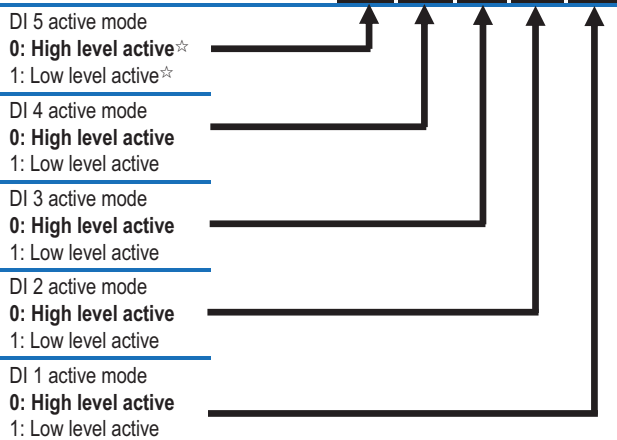 DI 5 active mode
0: High level active☆
1: Low level active☆
DI 4 active mode
0: High level active
1: Low level active
DI 3 active mode
0: High level active
1: Low level active
DI 2 active mode
0: High level active
1: Low level active
DI 1 active mode
0: High level active
1: Low level active